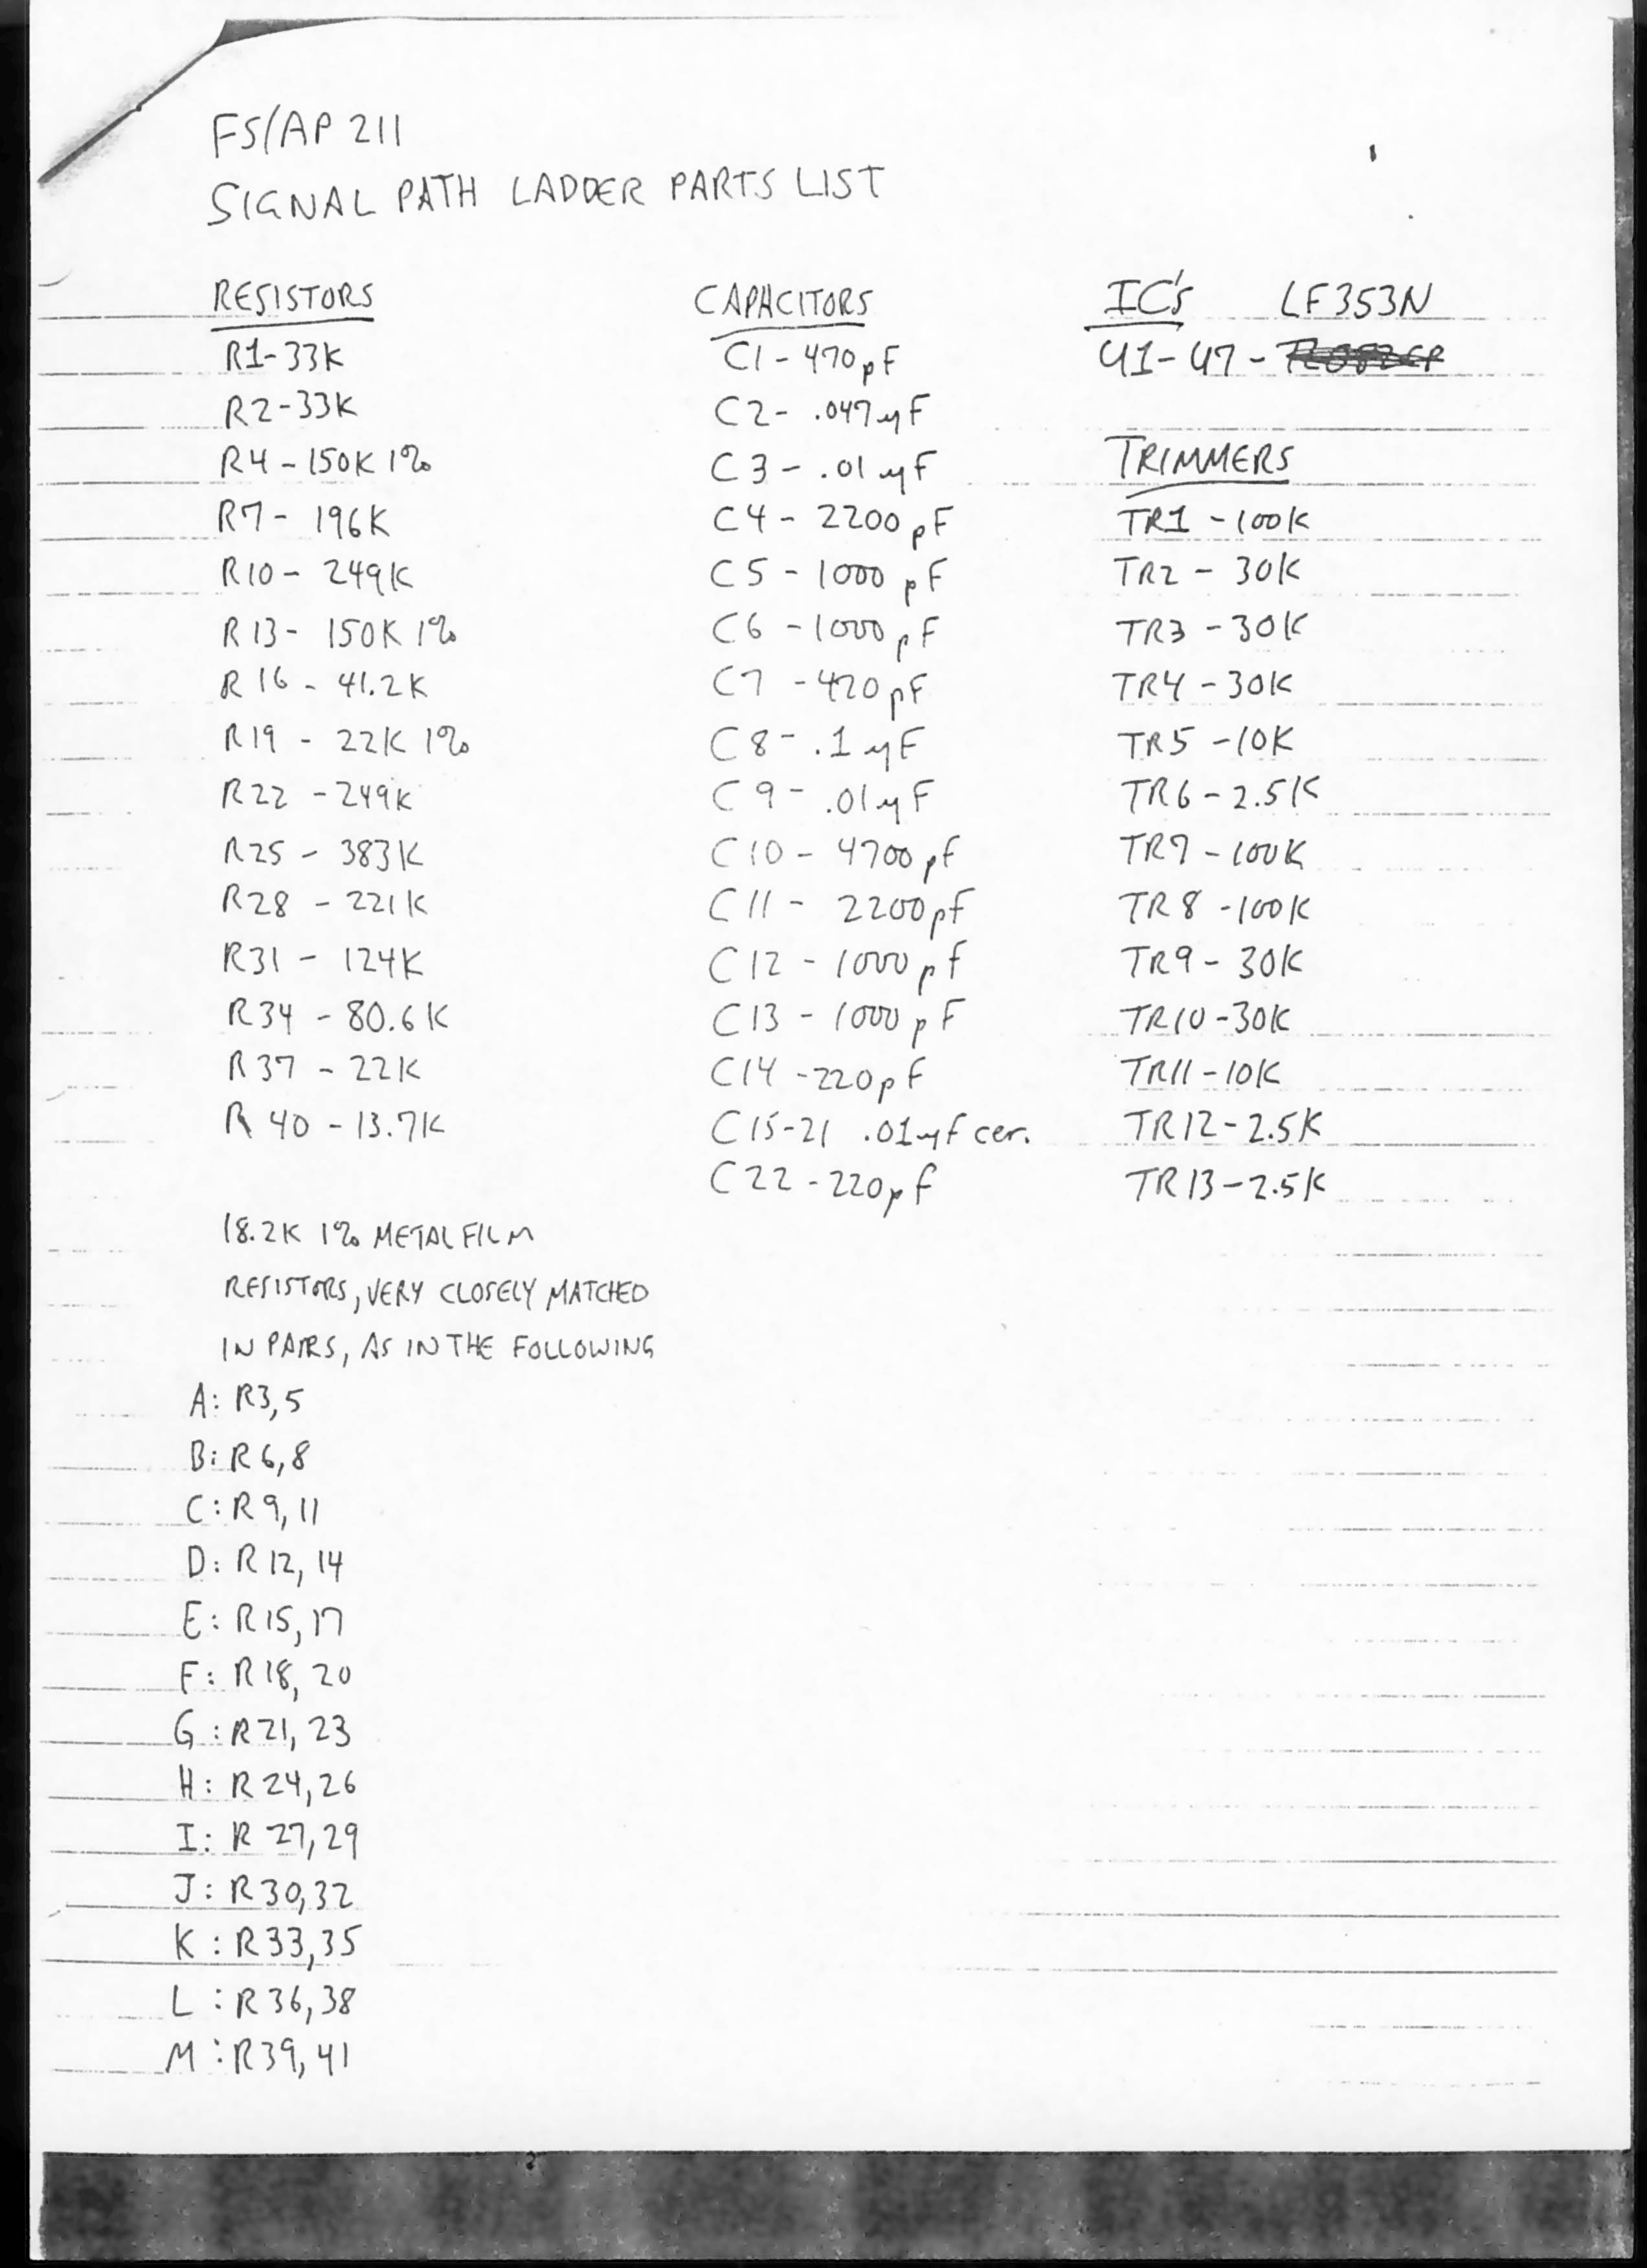 FS/AP 211
SIGNAL PATH LADDER PARTS LIST
RESISTORS
R1-33K
R2-33K
R4-150K 1%
R7-196K
R10-249K
R13-150K 1%
R16-41.2K
R19-22K 1%
R22-249K
R25-383K
R28-221K
R31-124K
R34-80.6K
R37-22K
R40-13.7K
18.2K 1% METAL FILM
RESISTORS, VERY CLOSELY MATCHED
IN PAIRS, AS IN THE FOLLOWING
A: R3,5
B: R6,8
C: R9,11
D: R12,14
E: R15,17
F: R18,20
G: R21,23
H: R24,26
I: R27,29
J: R30,32
K: R33,35
L: R36,38
M: R39,41
CAPACITORS
C1-470pF
C2-.047μF
C3-.01μF
C4-2200pF
C5-1000pF
C6-1000pF
C7-470pF
C8-.1μF
C9-.01μF
C10-4700pF
C11-2200pF
C12-1000pF
C13-1000pF
C14-220pF
C15-21 .01μF cer.
C22-220pF
IC's LF353N
U1-U7-
TRIMMERS
TR1-100K
TR2-30K
TR3-30K
TR4-30K
TR5-10K
TR6-2.5K
TR7-100K
TR8-100K
TR9-30K
TR10-30K
TR11-10K
TR12-2.5K
TR13-2.5K